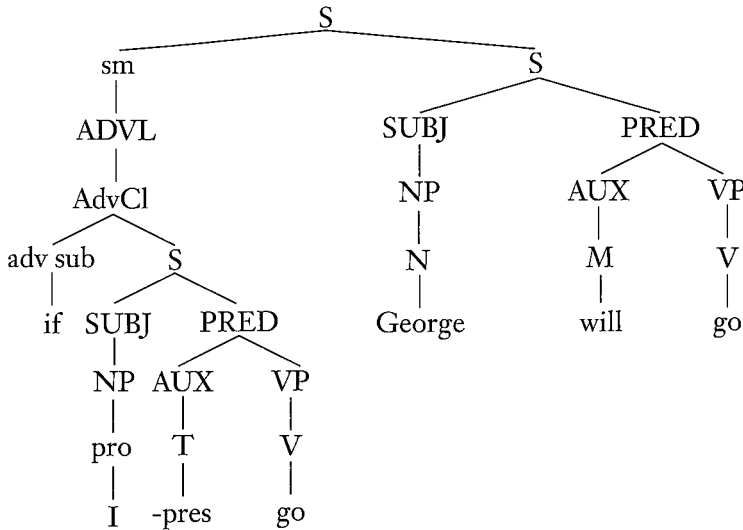 S
sm S
ADVL SUBJ PRED
AdvCl NP AUX VP
adv sub S N M V
if SUBJ PRED George will go
NP AUX VP
pro T V
I -pres go